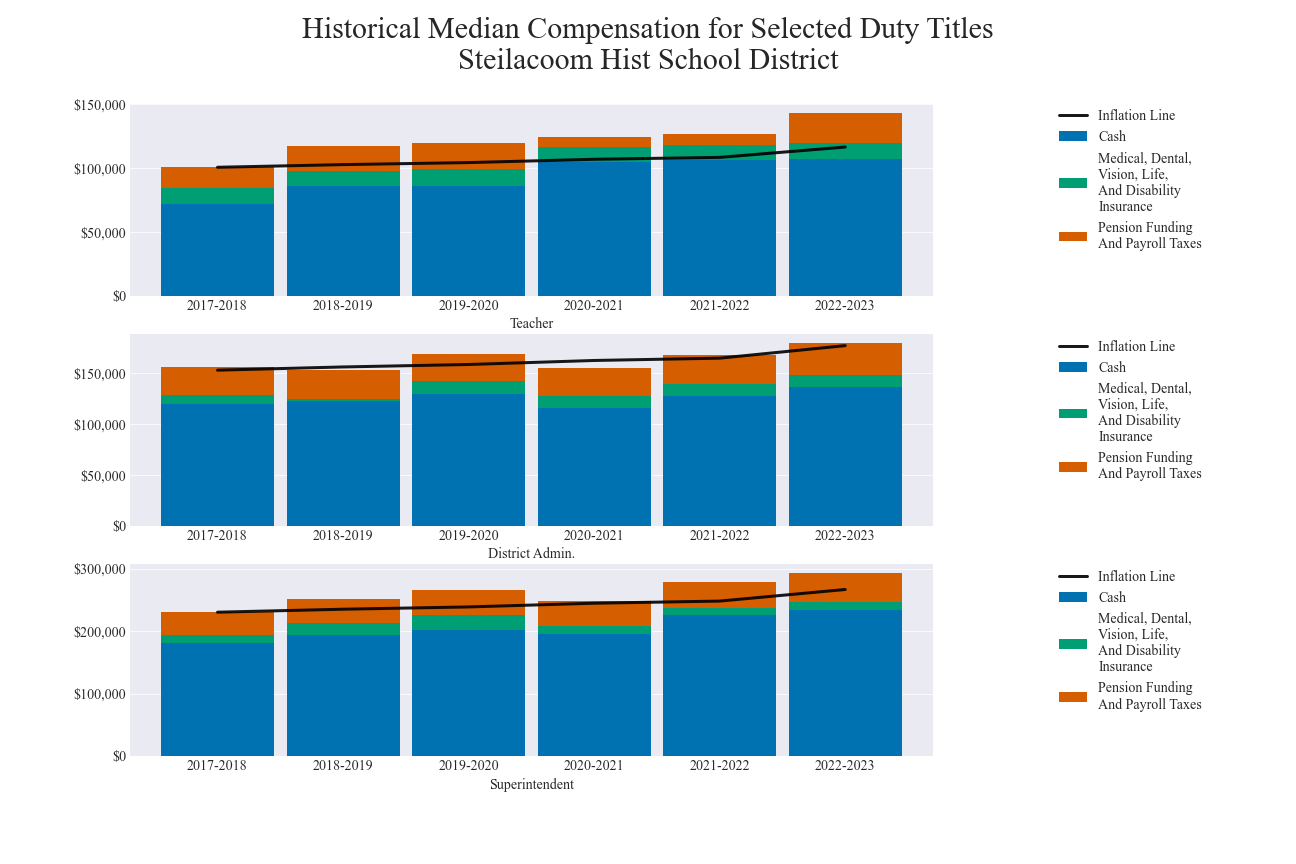 Historical Median Compensation for Selected Duty Titles
Steilacoom Hist School District
$150,000
$100,000
$50,000
$0
2017-2018
2018-2019
2019-2020
2020-2021
2021-2022
2022-2023
Teacher
Inflation Line
Cash
Medical, Dental,
Vision, Life,
And Disability
Insurance
Pension Funding
And Payroll Taxes
$150,000
$100,000
$50,000
$0
2017-2018
2018-2019
2019-2020
2020-2021
2021-2022
2022-2023
District Admin.
Inflation Line
Cash
Medical, Dental,
Vision, Life,
And Disability
Insurance
Pension Funding
And Payroll Taxes
$300,000
$200,000
$100,000
$0
2017-2018
2018-2019
2019-2020
2020-2021
2021-2022
2022-2023
Superintendent
Inflation Line
Cash
Medical, Dental,
Vision, Life,
And Disability
Insurance
Pension Funding
And Payroll Taxes